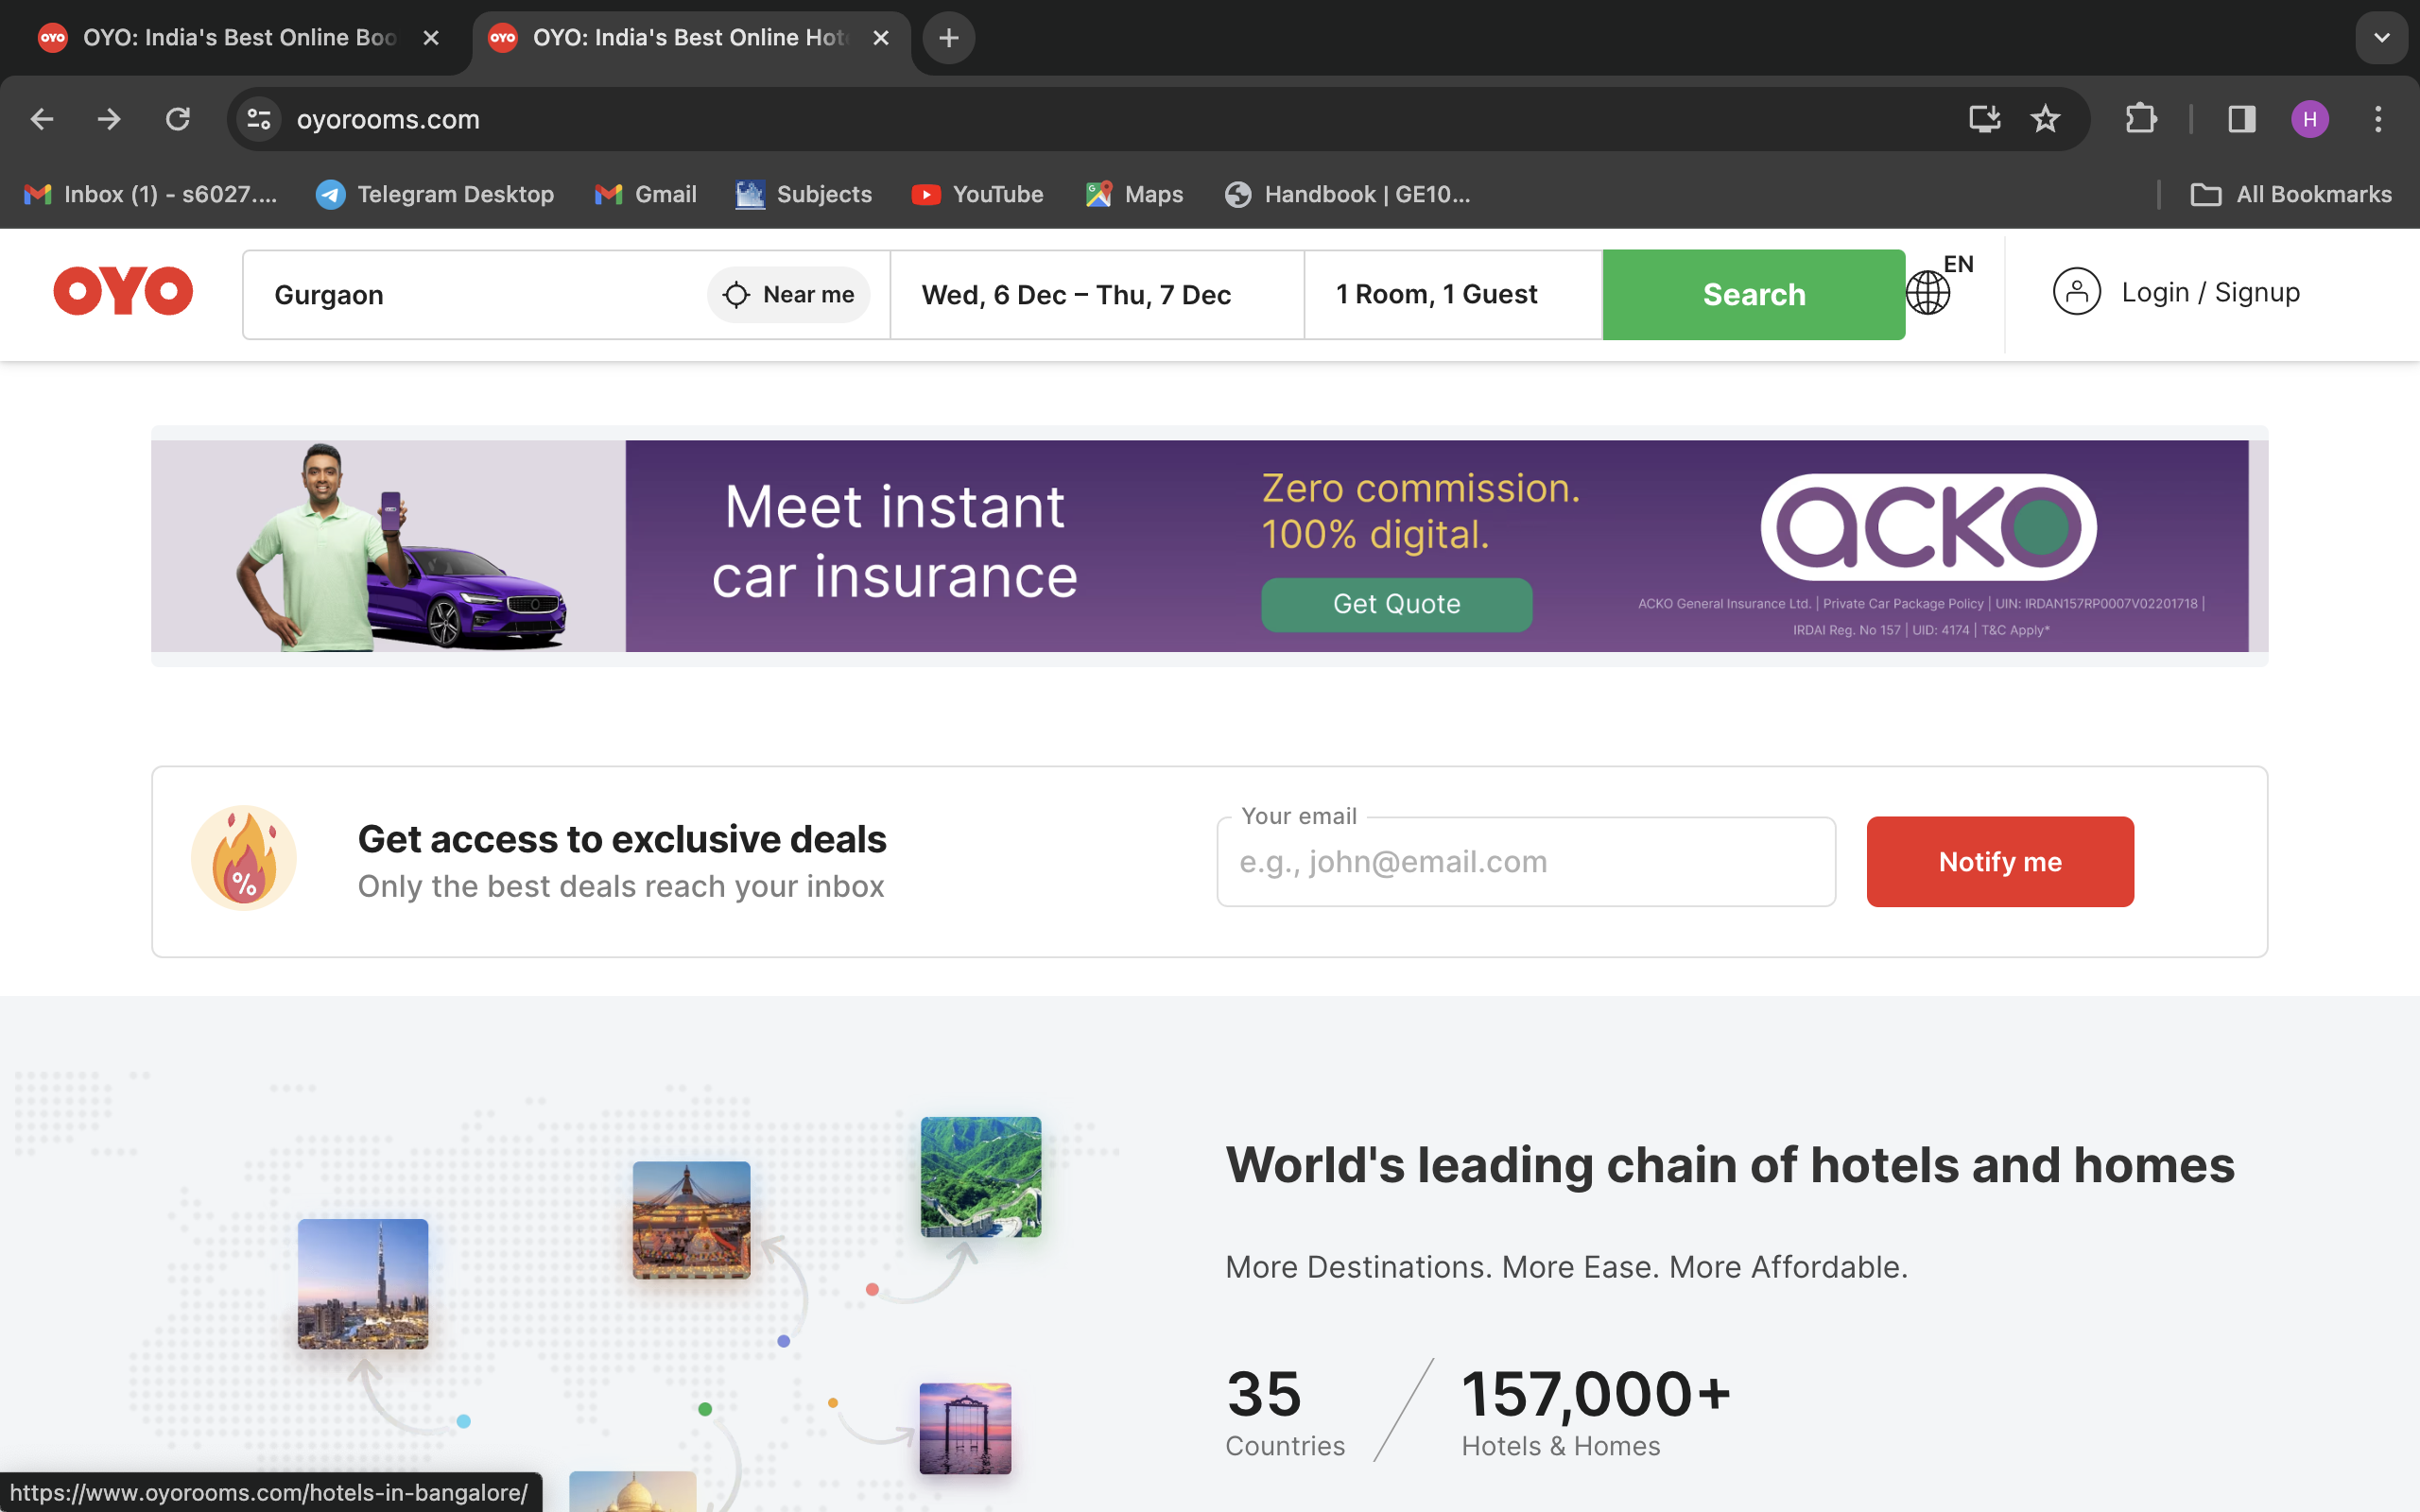 OYO OYO: India's Best Online Boo
OYO OYO: India's Best Online Hot
oyorooms.com
H
Inbox (1) - s6027.... Telegram Desktop Gmail Subjects YouTube Maps Handbook | GE10... All Bookmarks
OYO Gurgaon Near me Wed, 6 Dec – Thu, 7 Dec 1 Room, 1 Guest Search EN Login / Signup
Meet instant
car insurance
Zero commission.
100% digital.
Get Quote
acko
ACKO General Insurance Ltd. | Private Car Package Policy | UIN: IRDAN157RP0007V02201718 |
IRDAI Reg. No 157 | UID: 4174 | T&C Apply*
%
Get access to exclusive deals
Only the best deals reach your inbox
Your email
e.g., john@email.com
Notify me
World's leading chain of hotels and homes
More Destinations. More Ease. More Affordable.
35
Countries
157,000+
Hotels & Homes
https://www.oyorooms.com/hotels-in-bangalore/